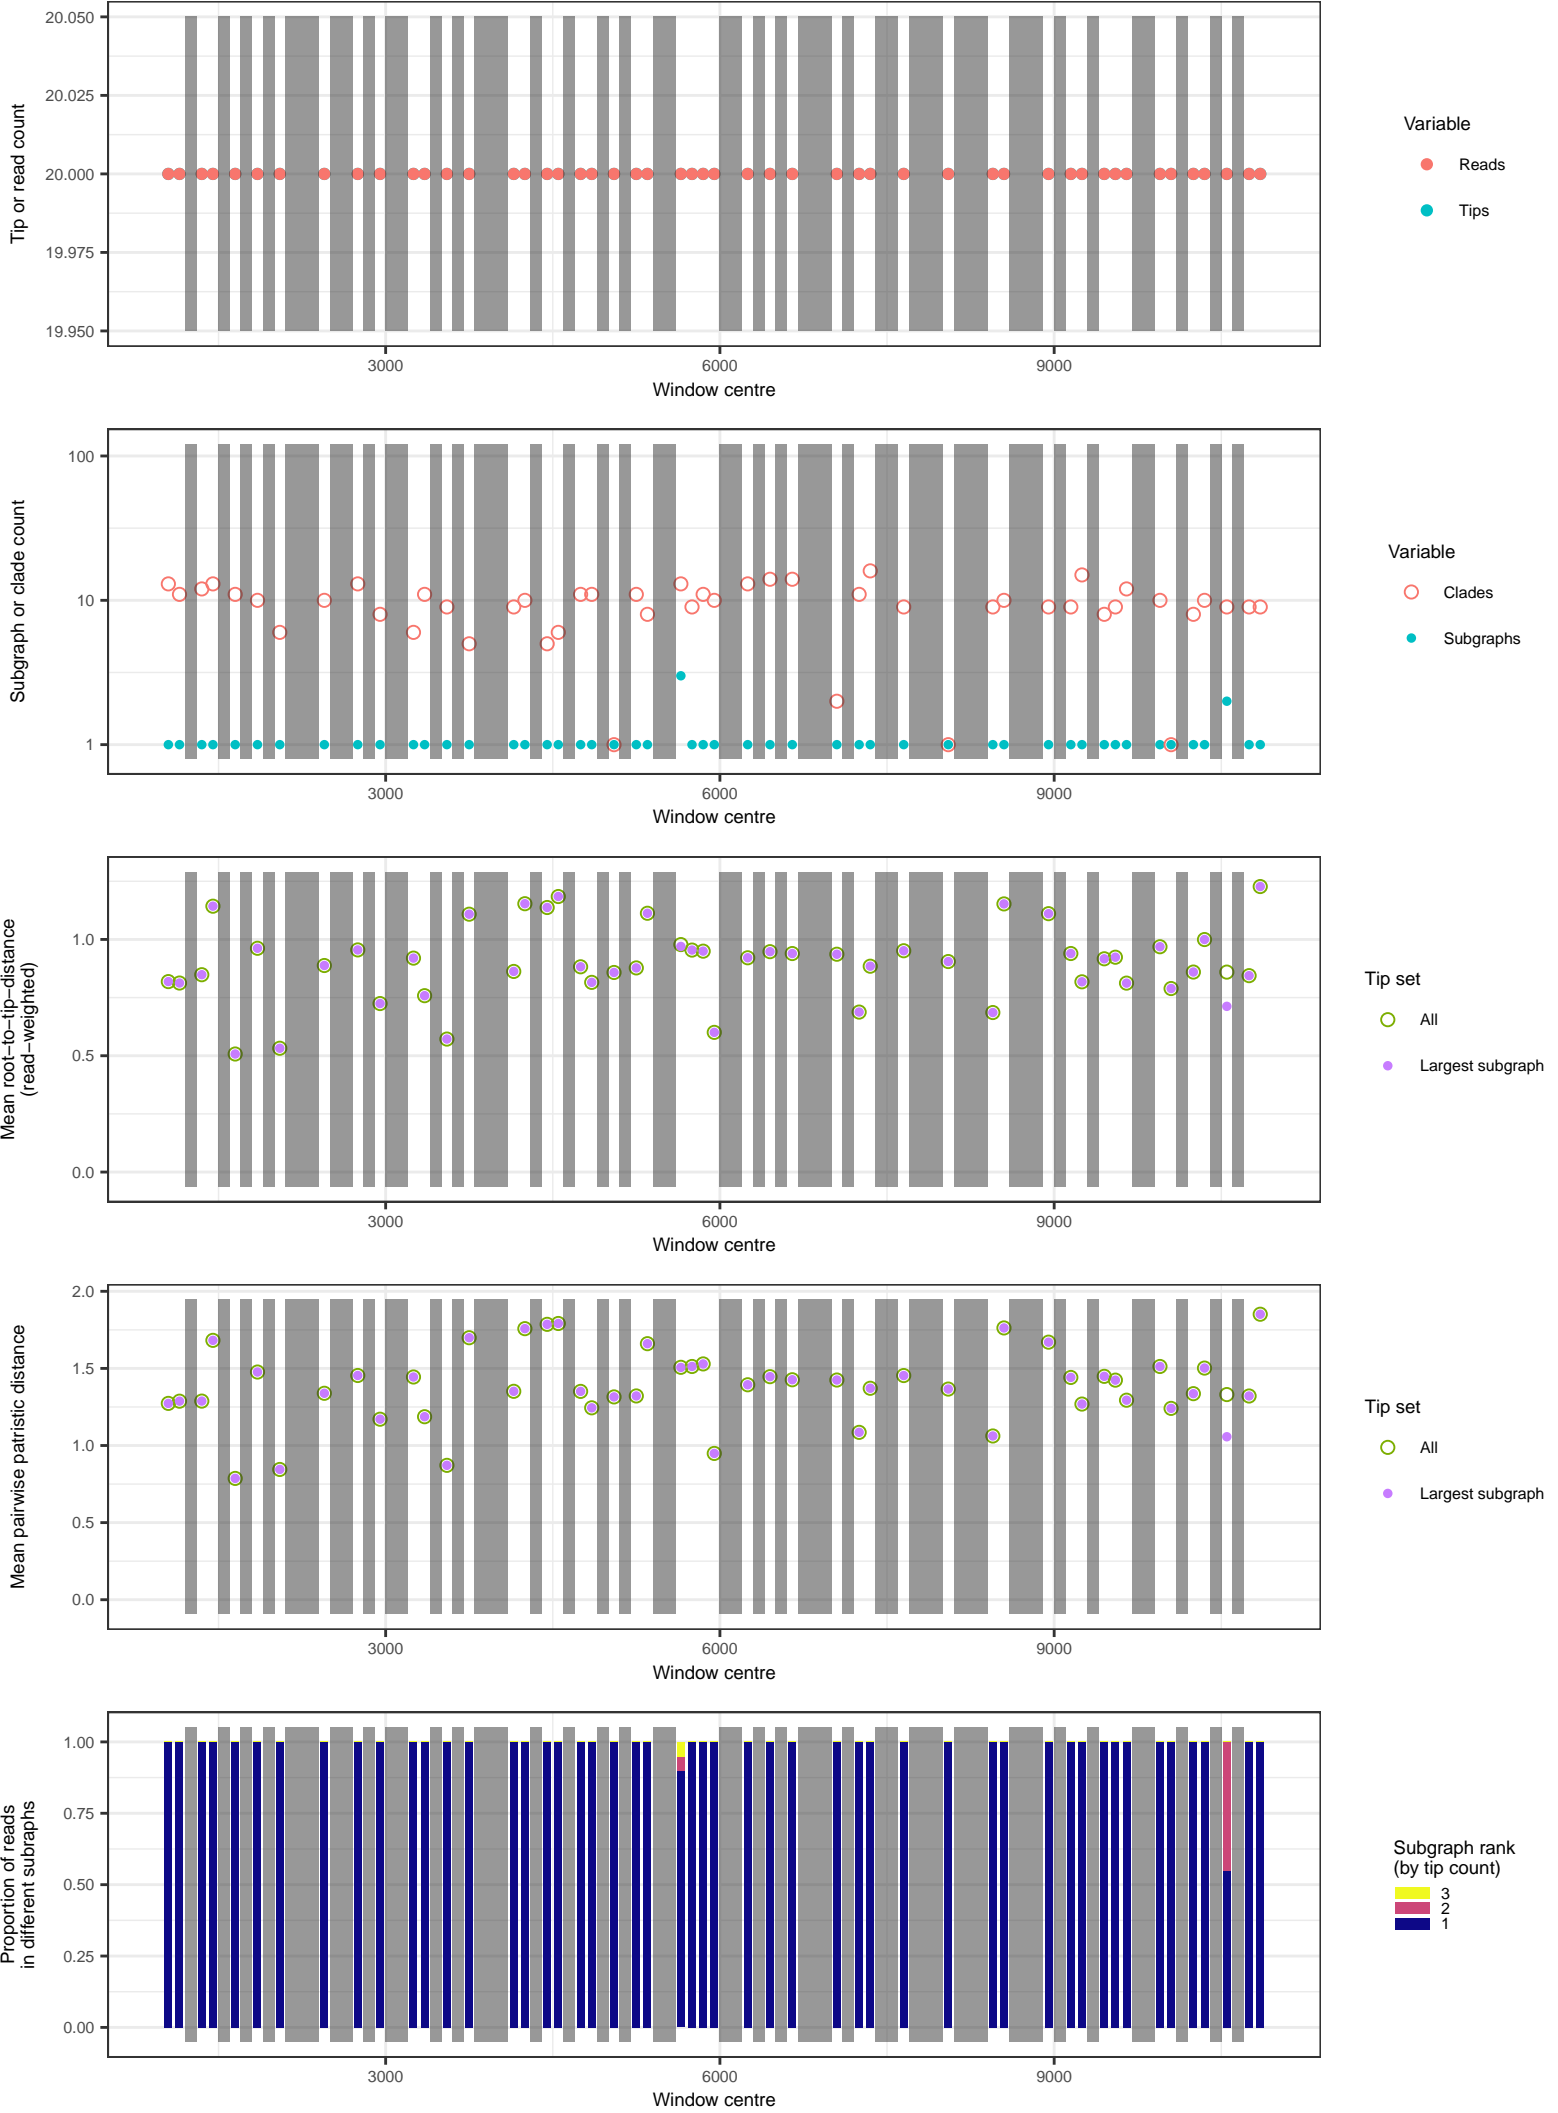 20.050
20.025
20.000
19.975
19.950
Tip or read count
3000
6000
9000
Window centre
Variable
Reads
Tips
100
10
1
Subgraph or clade count
3000
6000
9000
Window centre
Variable
Clades
Subgraphs
1.0
0.5
0.0
Mean root−to−tip−distance
(read−weighted)
3000
6000
9000
Window centre
Tip set
All
Largest subgraph
2.0
1.5
1.0
0.5
0.0
Mean pairwise patristic distance
3000
6000
9000
Window centre
Tip set
All
Largest subgraph
1.00
0.75
0.50
0.25
0.00
Proportion of reads
in different subraphs
3000
6000
9000
Window centre
Subgraph rank
(by tip count)
3
2
1